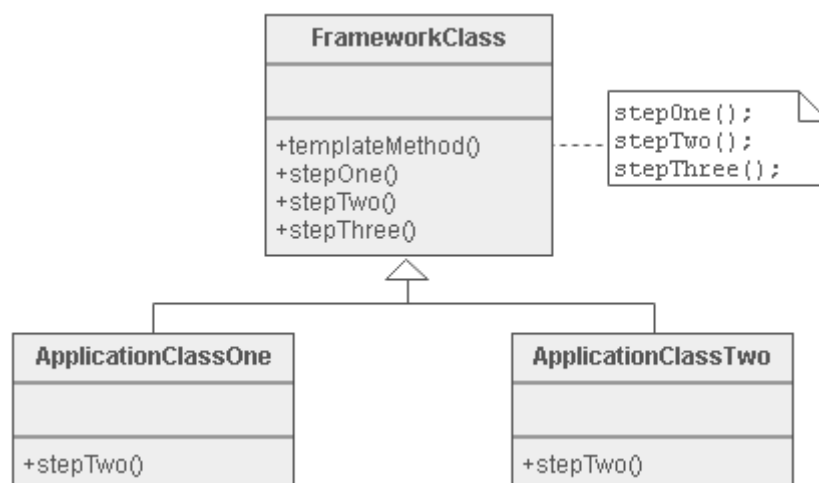 FrameworkClass
+templateMethod()
+stepOne()
+stepTwo()
+stepThree()
stepOne();
stepTwo();
stepThree();
ApplicationClassOne
+stepTwo()
ApplicationClassTwo
+stepTwo()